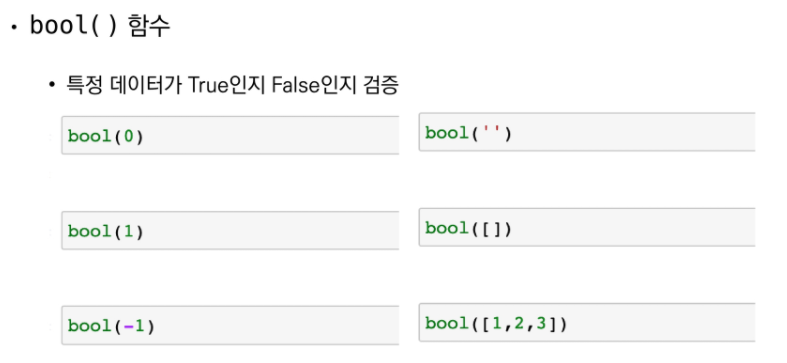 • bool() 함수
• 특정 데이터가 True인지 False인지 검증
bool(0)
bool('')
bool(1)
bool([])
bool(-1)
bool([1,2,3])